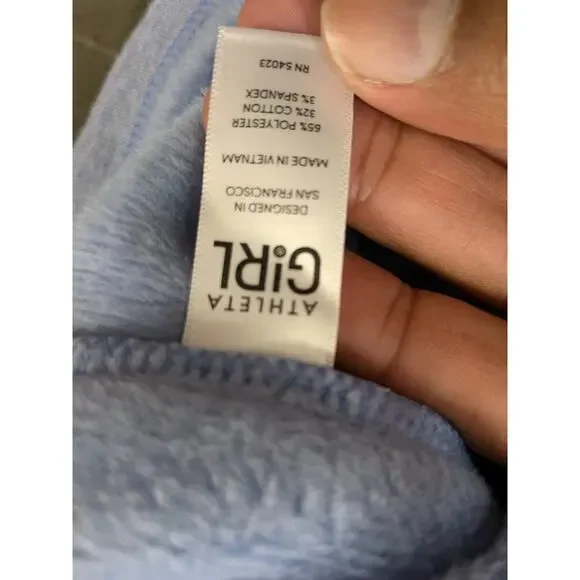 ATHLETA
GiRL
DESIGNED IN
SAN FRANCISCO
MADE IN VIETNAM
65% POLYESTER
32% COTTON
3% SPANDEX
RN 54023